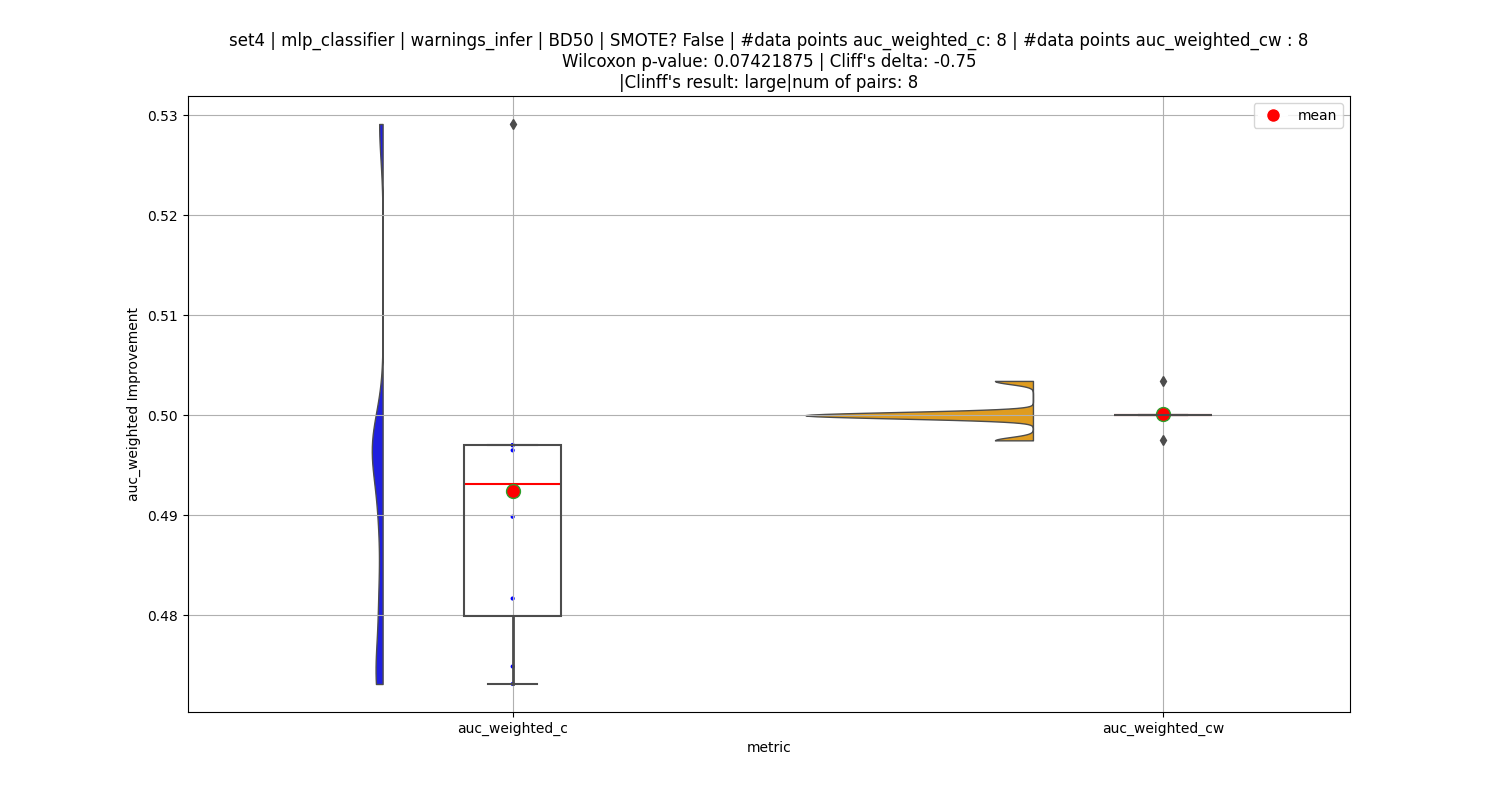 set4 | mlp_classifier | warnings_infer | BD50 | SMOTE? False | #data points auc_weighted_c: 8 | #data points auc_weighted_cw : 8
Wilcoxon p-value: 0.07421875 | Cliff's delta: -0.75
|Clinff's result: large|num of pairs: 8
mean
0.53
0.52
0.51
0.50
0.49
0.48
auc_weighted Improvement
auc_weighted_c
auc_weighted_cw
metric